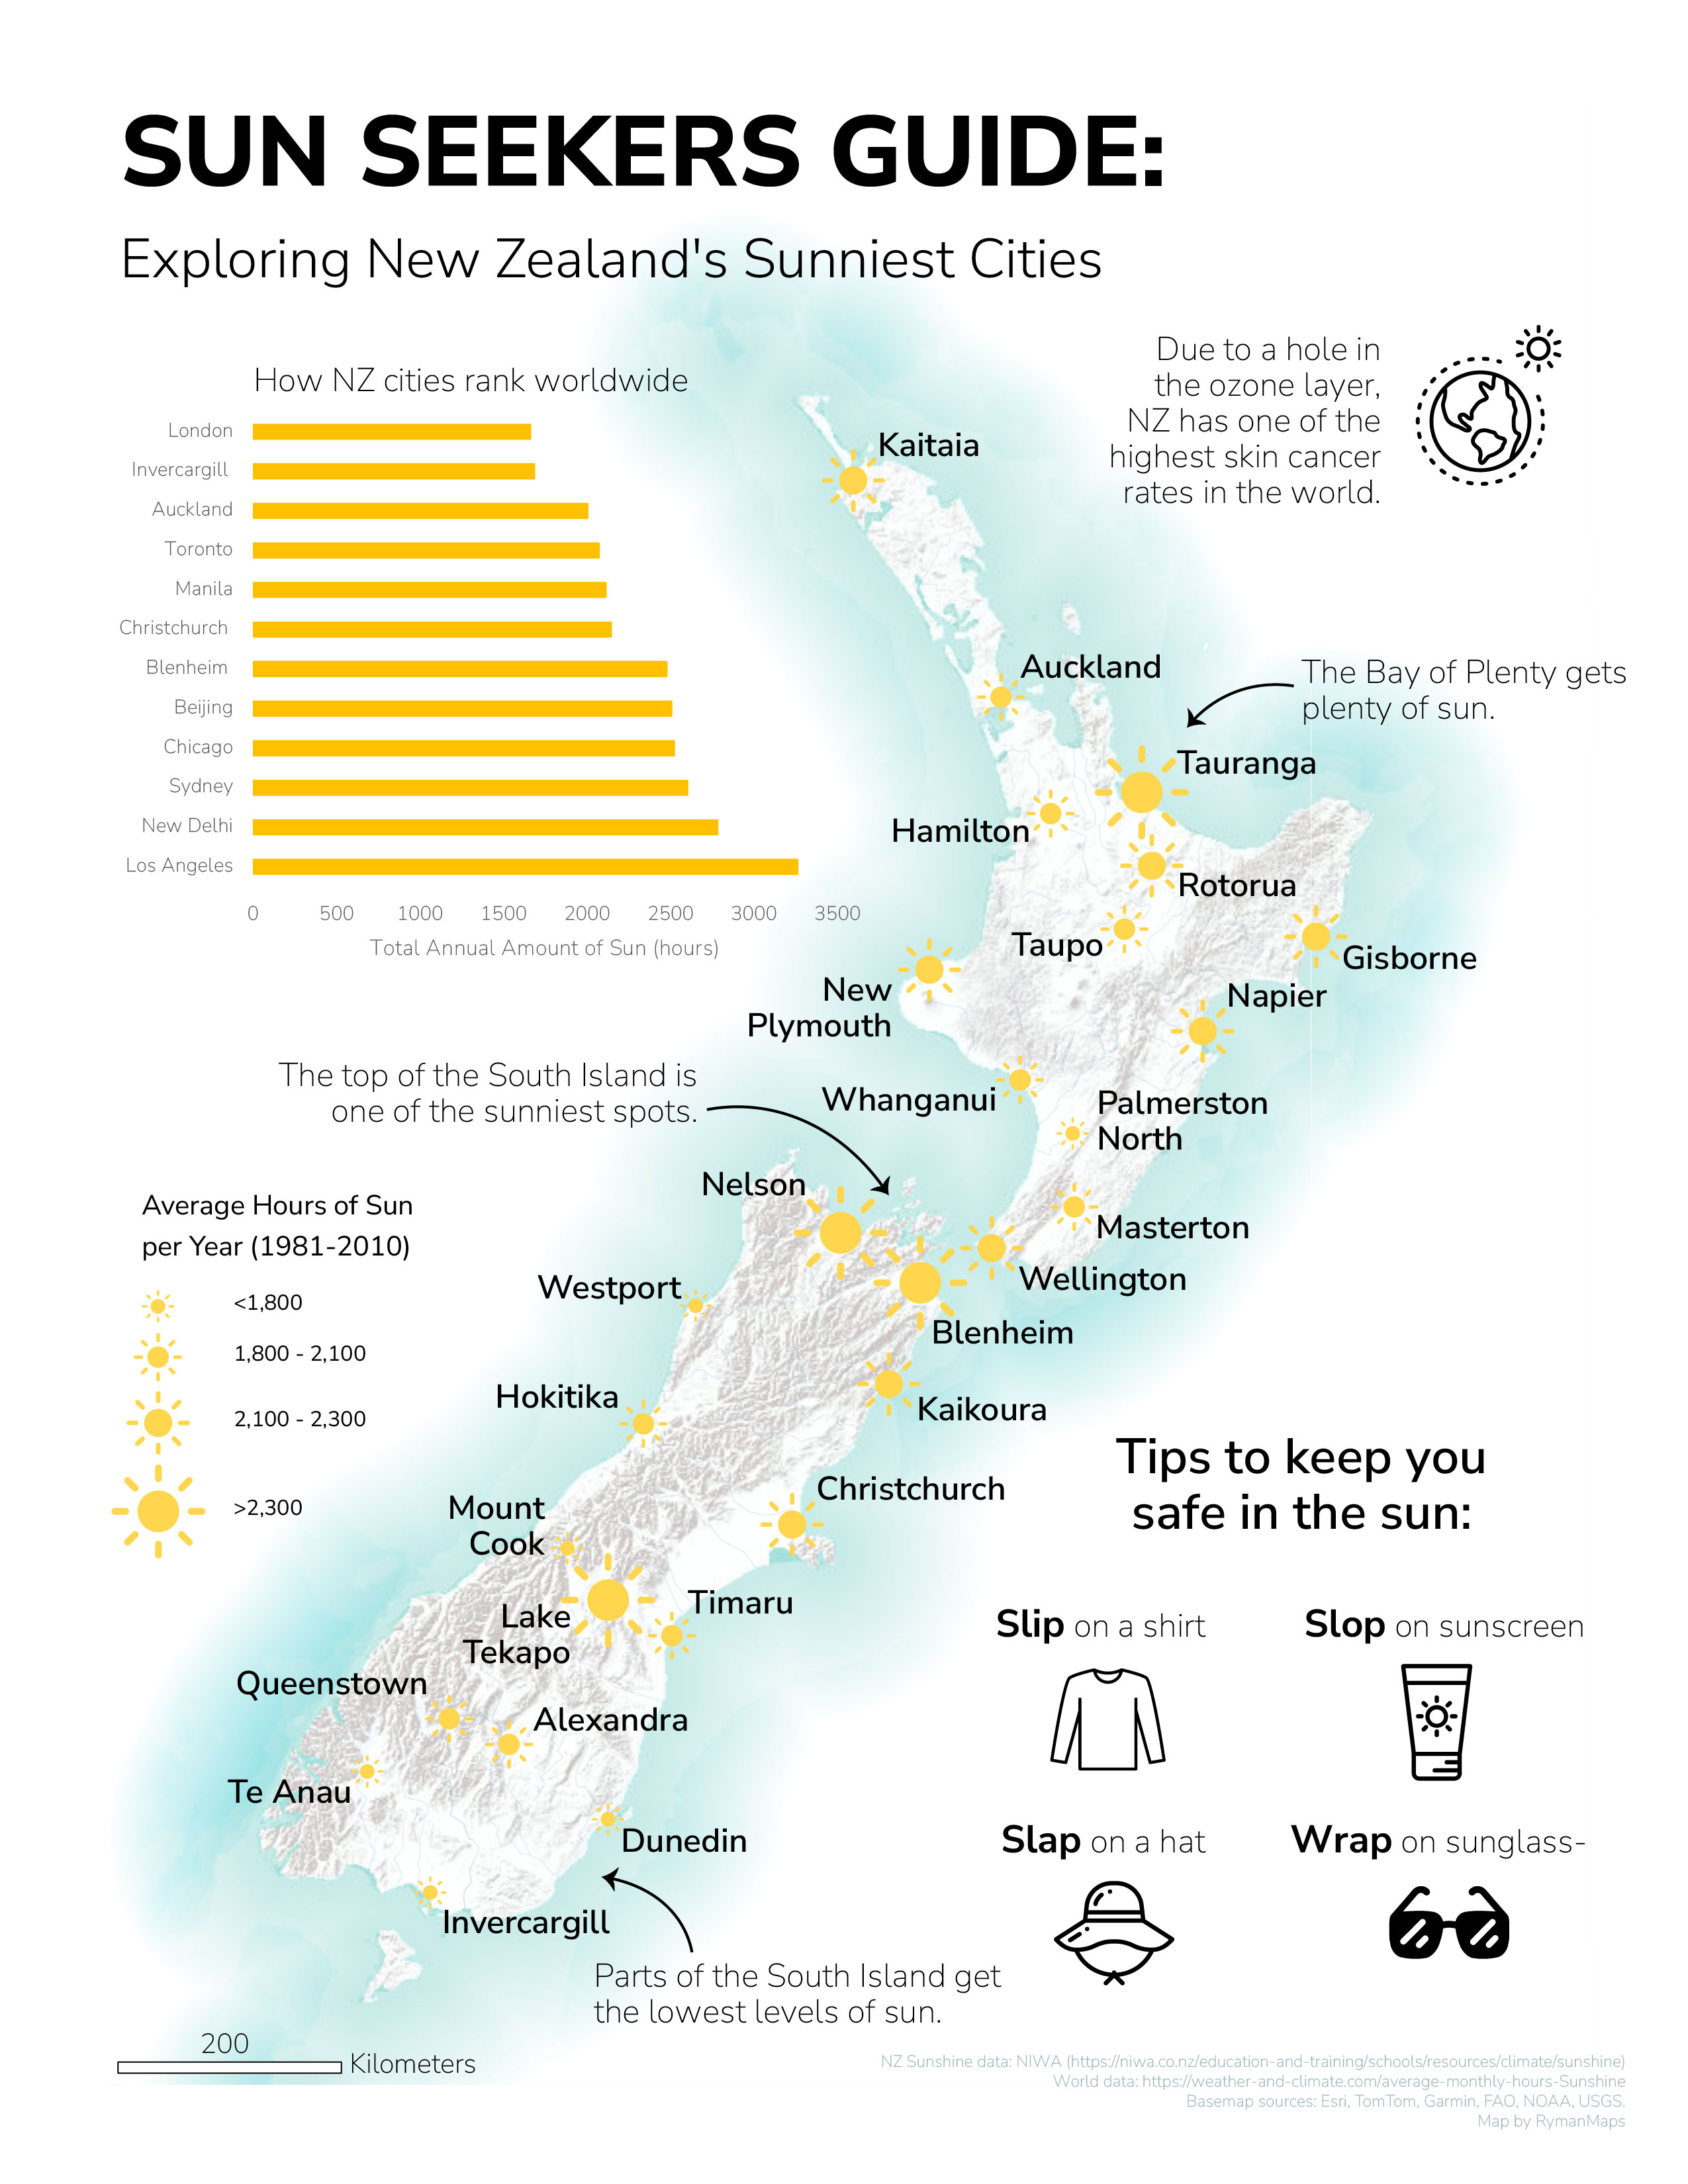 SUN SEEKERS GUIDE:
Exploring New Zealand's Sunniest Cities
How NZ cities rank worldwide
London
Invercargill
Auckland
Toronto
Manila
Christchurch
Blenheim
Beijing
Chicago
Sydney
New Delhi
Los Angeles
0 500 1000 1500 2000 2500 3000 3500
Total Annual Amount of Sun (hours)
Due to a hole in
the ozone layer,
NZ has one of the
highest skin cancer
rates in the world.
Kaitaia
Auckland
The Bay of Plenty gets
plenty of sun.
Tauranga
Hamilton
Rotorua
Taupo
Gisborne
New
Plymouth
Napier
The top of the South Island is
one of the sunniest spots.
Whanganui
Palmerston
North
Nelson
Masterton
Wellington
Westport
Blenheim
Average Hours of Sun
per Year (1981-2010)
<1,800
1,800 - 2,100
2,100 - 2,300
>2,300
Hokitika
Kaikoura
Christchurch
Mount
Cook
Lake
Tekapo
Timaru
Queenstown
Alexandra
Te Anau
Dunedin
Invercargill
Parts of the South Island get
the lowest levels of sun.
Tips to keep you
safe in the sun:
Slip on a shirt
Slop on sunscreen
Slap on a hat
Wrap on sunglass-
200
Kilometers
NZ Sunshine data: NIWA (https://niwa.co.nz/education-and-training/schools/resources/climate/sunshine)
World data: https://weather-and-climate.com/average-monthly-hours-Sunshine
Basemap sources: Esri, TomTom, Garmin, FAO, NOAA, USGS.
Map by RymanMaps